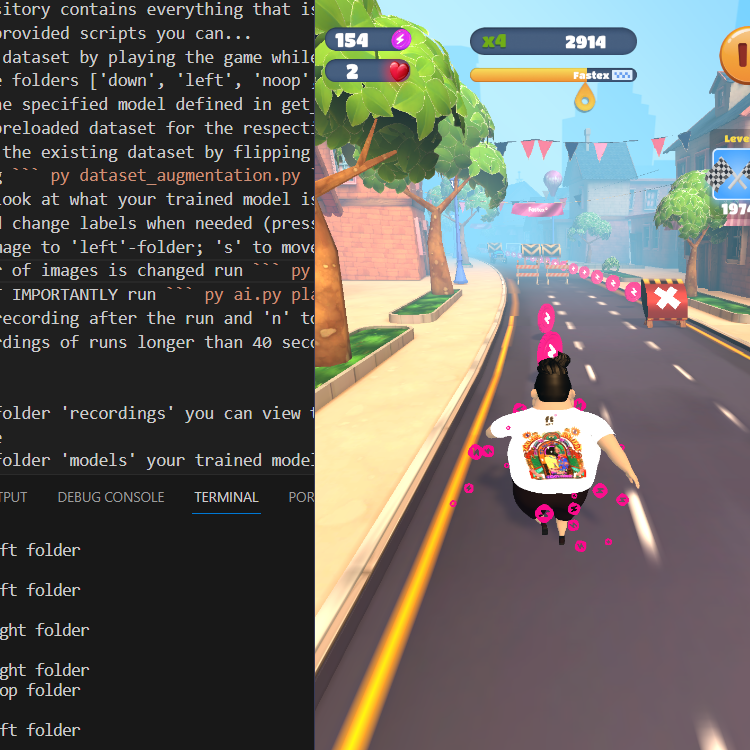 sitory contains everything that is
provided scripts you can...
dataset by playing the game while
e folders ['down', 'left', 'noop',
he specified model defined in get_
preloaded dataset for the respecti
the existing dataset by flipping
g ``` py dataset_augmentation.py `
look at what your trained model is
d change labels when needed (press
mage to 'left'-folder; 's' to move
r of images is changed run ``` py
T IMPORTANTLY run ``` py ai.py pla
recording after the run and 'n' to
rdings of runs longer than 40 seco
folder 'recordings' you can view t
e
folder 'models' your trained model
TPUT DEBUG CONSOLE TERMINAL POR
ft folder
ft folder
ght folder
ght folder
op folder
ft folder
154
2
x4 2914
Fastex
Leve
1974